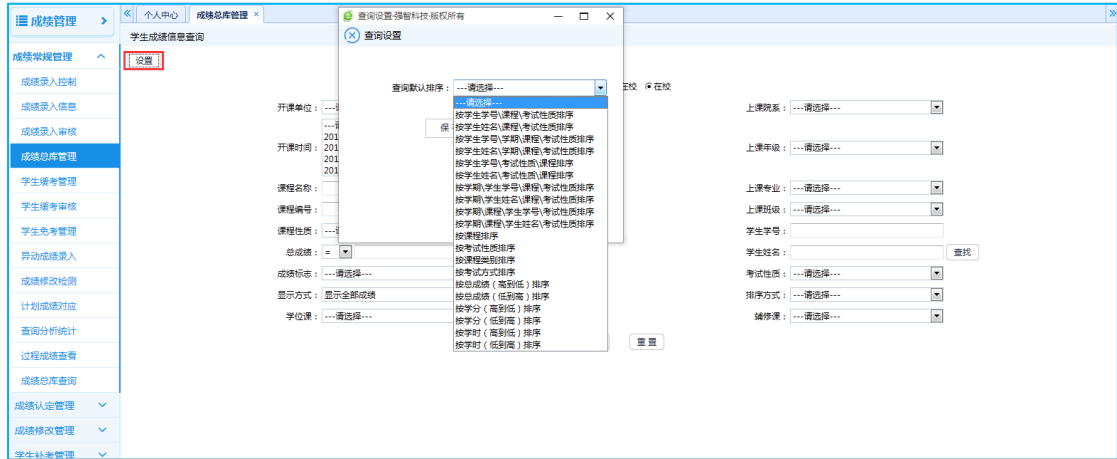 成绩管理
个人中心
成绩总库管理
学生成绩信息查询
设置
成绩常规管理
成绩录入控制
成绩录入信息
成绩录入审核
成绩总库管理
学生缓考管理
学生缓考审核
学生免考管理
异动成绩录入
成绩修改检测
计划成绩对应
查询分析统计
过程成绩查看
成绩总库查询
成绩认定管理
成绩修改管理
学生补考管理
查询设置-强智科技-版权所有
查询设置
查询默认排序： ---请选择---
---请选择---
按学生学号\课程\考试性质排序
按学生姓名\课程\考试性质排序
按学生学号\学期\课程\考试性质排序
按学生姓名\学期\课程\考试性质排序
按学生学号\考试性质\课程排序
按学生姓名\考试性质\课程排序
按学期\学生学号\课程\考试性质排序
按学期\学生姓名\课程\考试性质排序
按学期\课程\学生学号\考试性质排序
按学期\课程\学生姓名\考试性质排序
按课程排序
按考试性质排序
按课程类别排序
按考试方式排序
按总成绩（高到低）排序
按总成绩（低到高）排序
按学分（高到低）排序
按学分（低到高）排序
按学时（高到低）排序
按学时（低到高）排序
保
在校 在校
开课单位： ---
上课院系： ---请选择---
开课时间：
201
201
201
201
上课年级： ---请选择---
课程名称：
上课专业： ---请选择---
课程编号：
上课班级： ---请选择---
课程性质： ---
学生学号：
总成绩： =
学生姓名： 查找
成绩标志： ---请选择---
考试性质： ---请选择---
显示方式： 显示全部成绩
排序方式： ---请选择---
学位课： ---请选择---
辅修课： ---请选择---
重 置